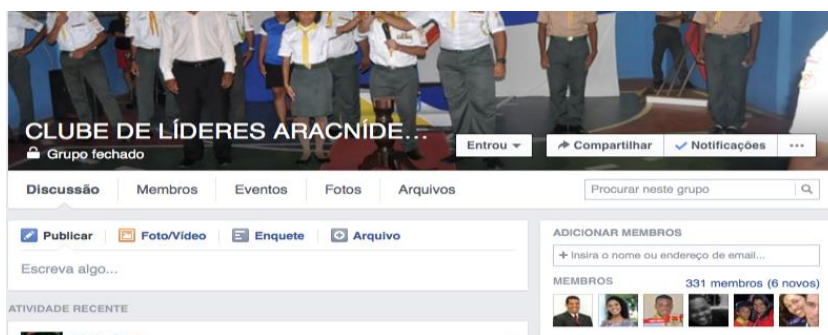 CLUBE DE LÍDERES ARACNÍDE...
Grupo fechado
Entrou
Compartilhar
Notificações
Discussão Membros Eventos Fotos Arquivos
Procurar neste grupo
Publicar Foto/Vídeo Enquete Arquivo
Escreva algo...
ATIVIDADE RECENTE
ADICIONAR MEMBROS
+ Insira o nome ou endereço de email...
MEMBROS 331 membros (6 novos)